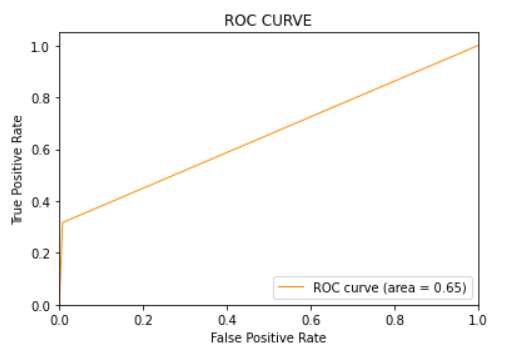 ROC CURVE
1.0
0.8
0.6
0.4
0.2
0.0
True Positive Rate
ROC curve (area = 0.65)
0.0 0.2 0.4 0.6 0.8 1.0
False Positive Rate